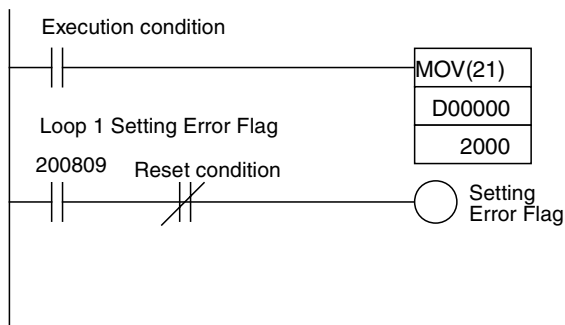 Execution condition
MOV(21)
D00000
2000
Loop 1 Setting Error Flag
200809
Reset condition
Setting
Error Flag